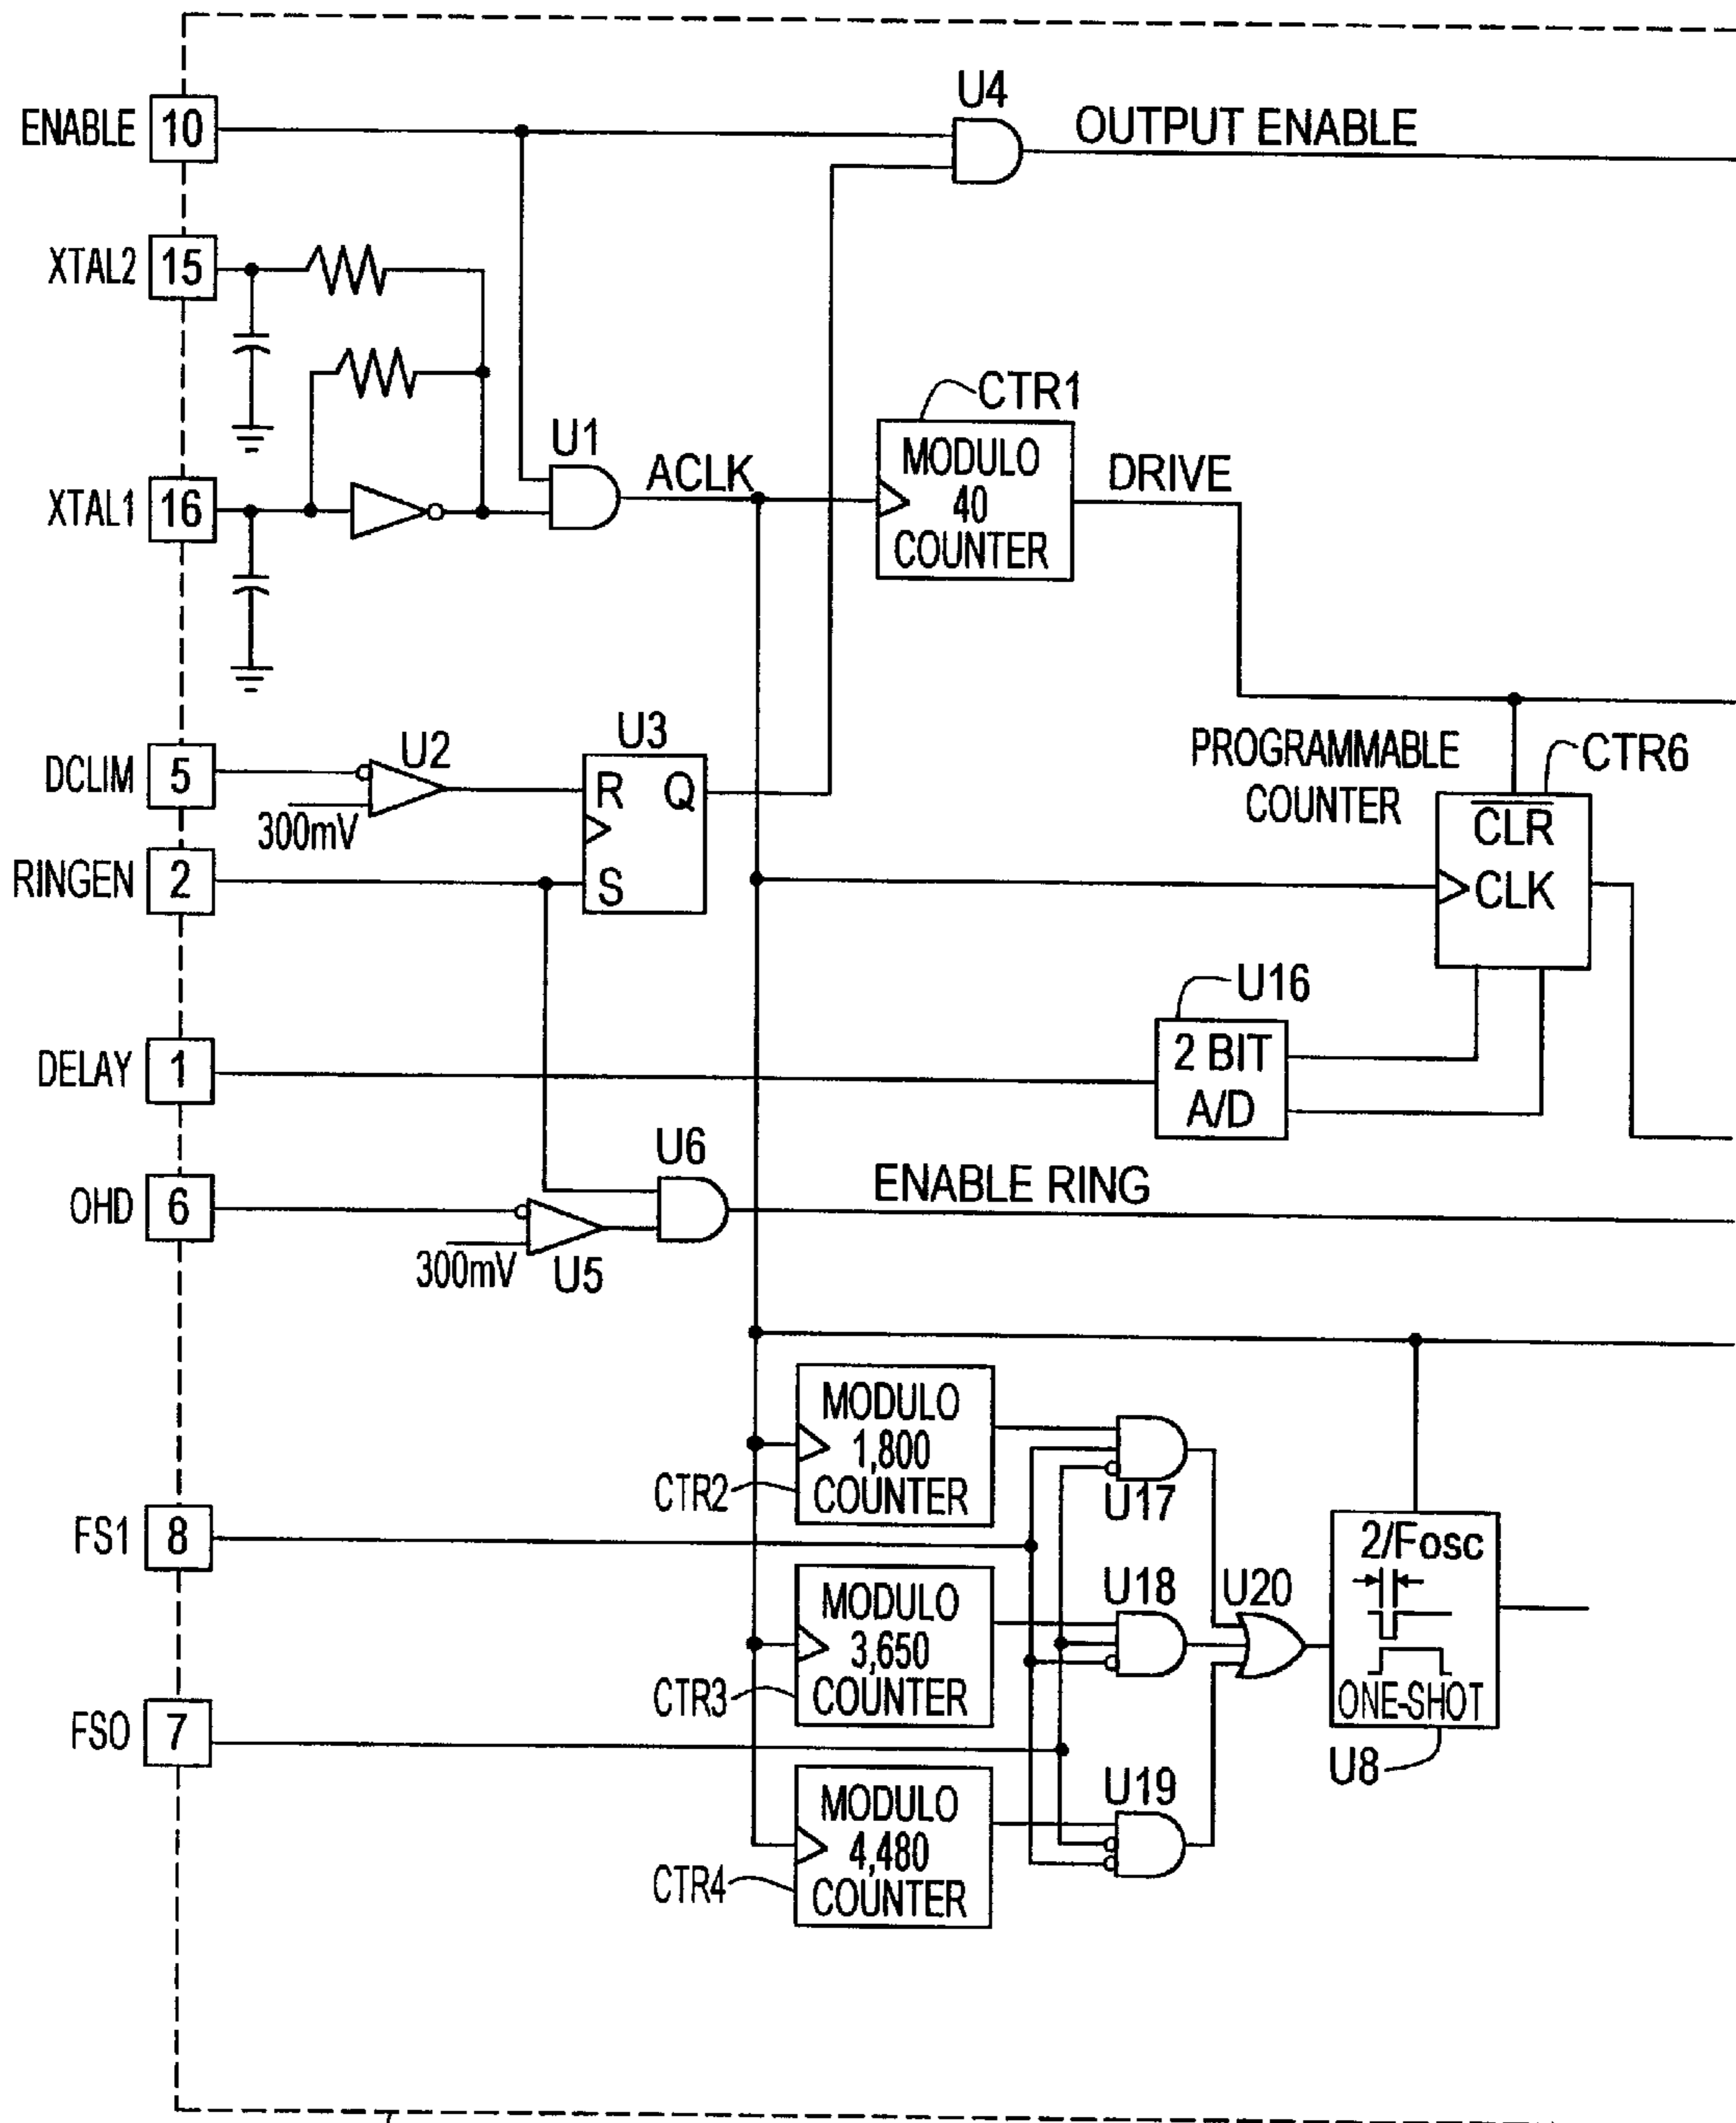 U4
ENABLE 10
OUTPUT ENABLE
XTAL2 15
CTR1
U1
ACLK
MODULO
40
COUNTER
DRIVE
XTAL1 16
U2
U3
PROGRAMMABLE
COUNTER
CTR6
DCLIM 5
300mV
R Q
S
CLR
CLK
RINGEN 2
U16
2 BIT
A/D
DELAY 1
U6
ENABLE RING
OHD 6
300mV
U5
MODULO
1,800
COUNTER
CTR2
U17
FS1 8
2/Fosc
ONE-SHOT
U8
MODULO
3,650
COUNTER
CTR3
U18
U20
FS0 7
MODULO
4,480
COUNTER
CTR4
U19